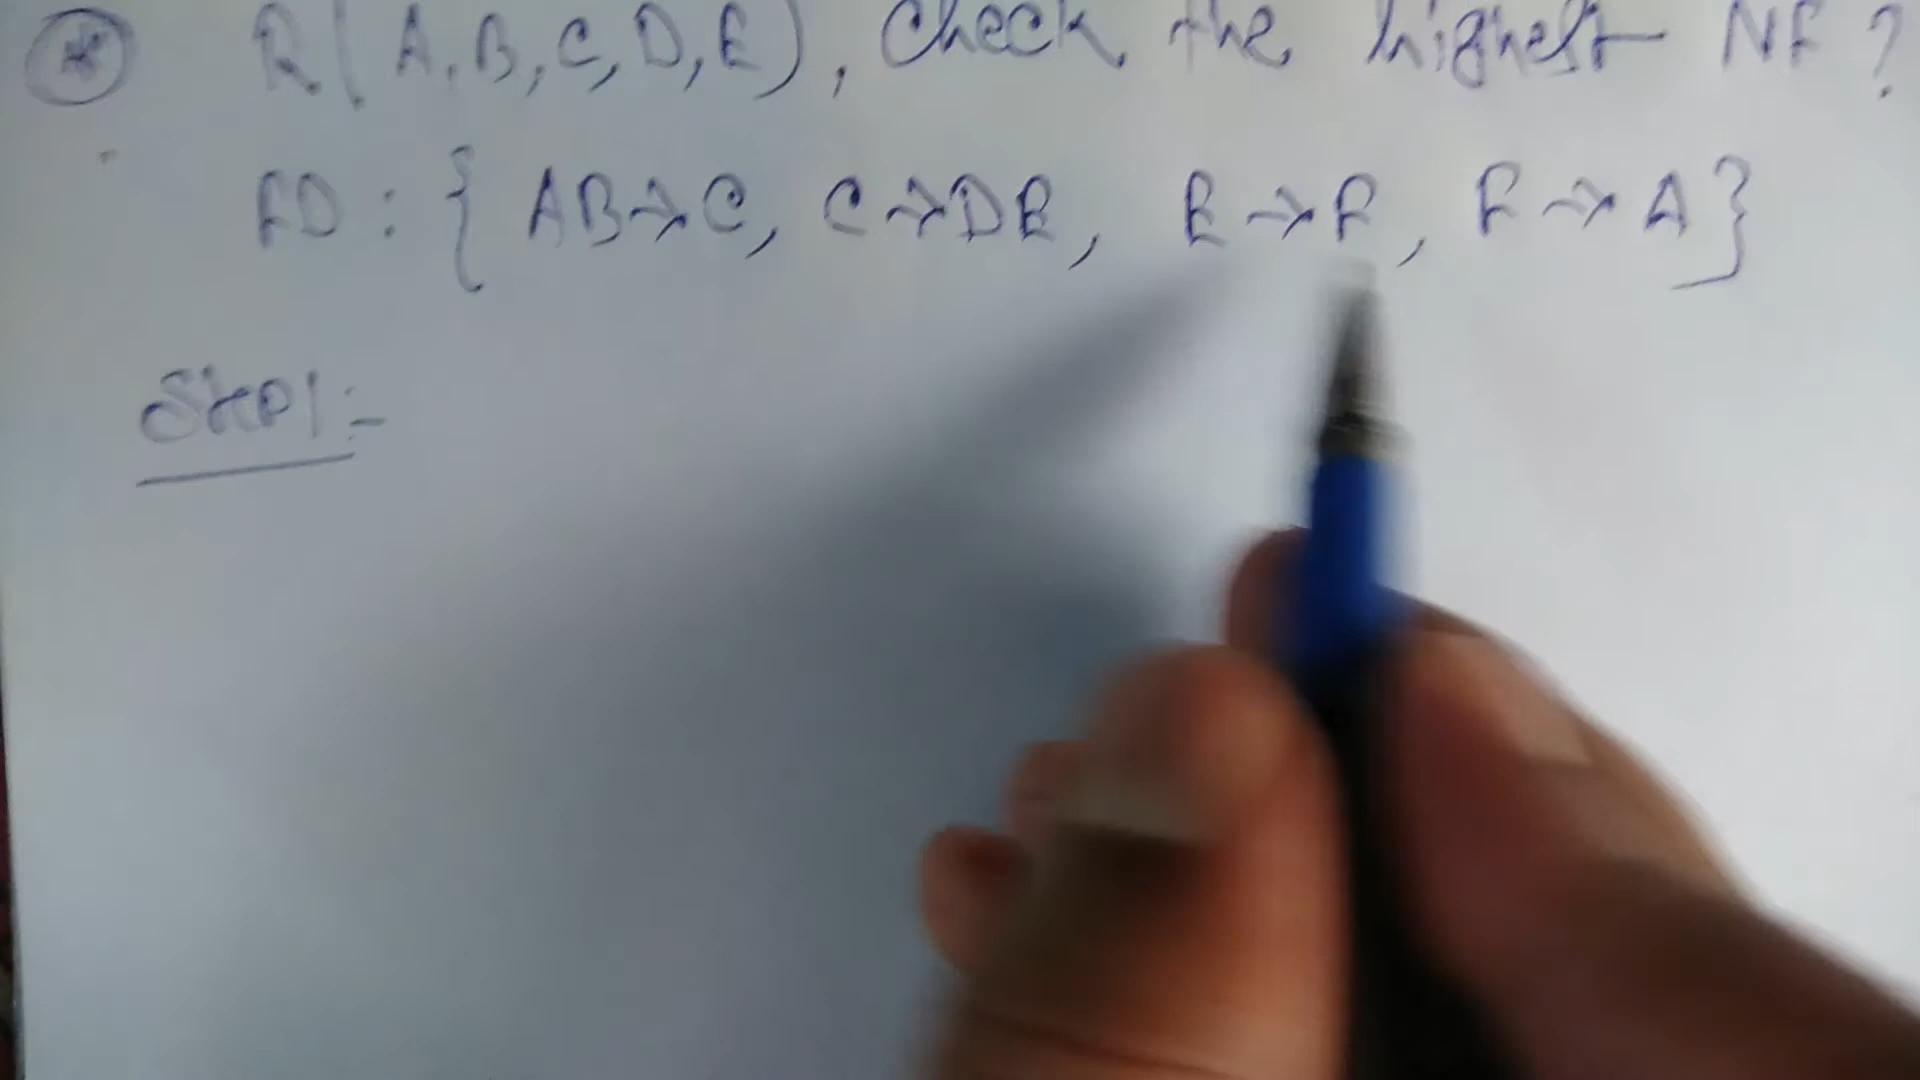 * R(A,B,C,D,E), Check the highest NF?
FD: { AB→C, C→DE, E→F, F→A}
Step1:-